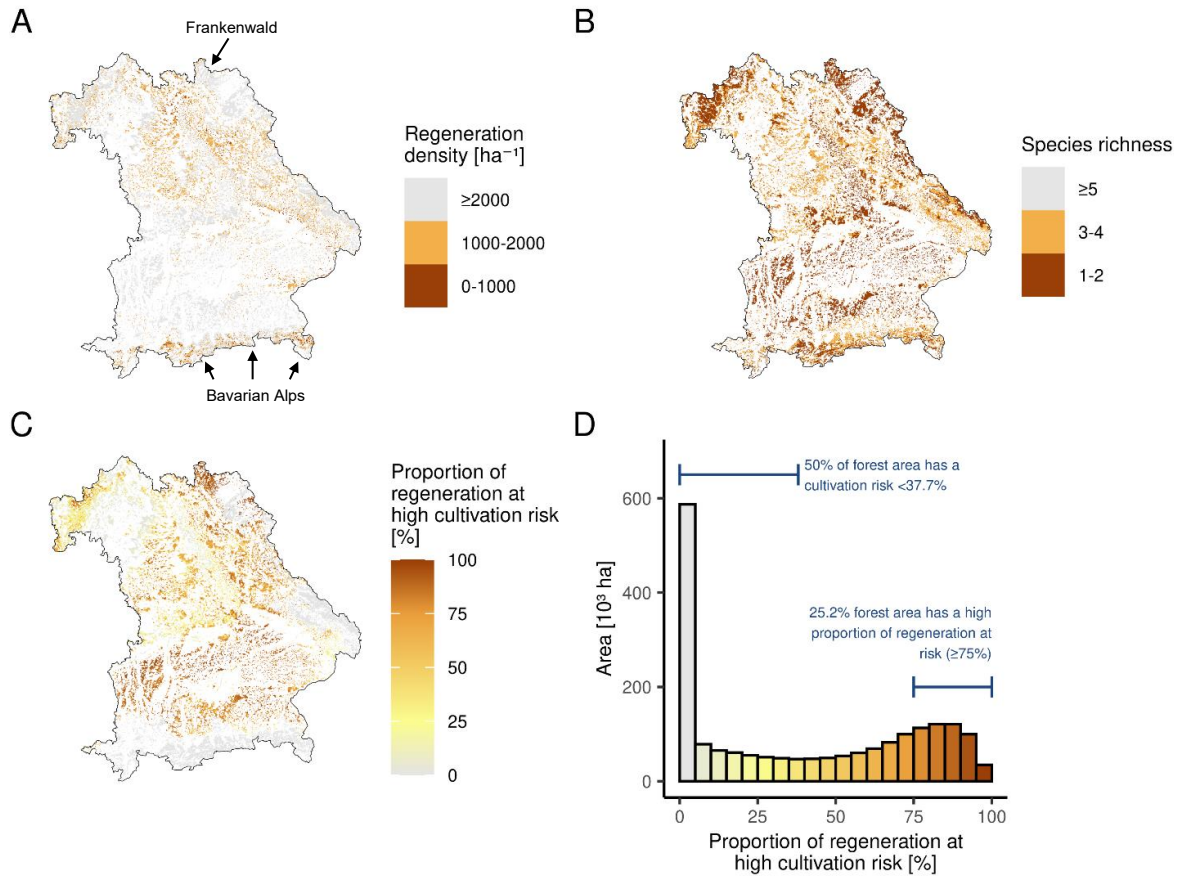 A
Frankenwald
Regeneration
density [ha⁻¹]
≥2000
1000-2000
0-1000
Bavarian Alps
B
Species richness
≥5
3-4
1-2
C
Proportion of
regeneration at
high cultivation risk
[%]
100
75
50
25
0
D
50% of forest area has a
cultivation risk <37.7%
25.2% forest area has a high
proportion of regeneration at
risk (≥75%)
Area [10³ ha]
600
400
200
0
0
25
50
75
100
Proportion of regeneration at
high cultivation risk [%]